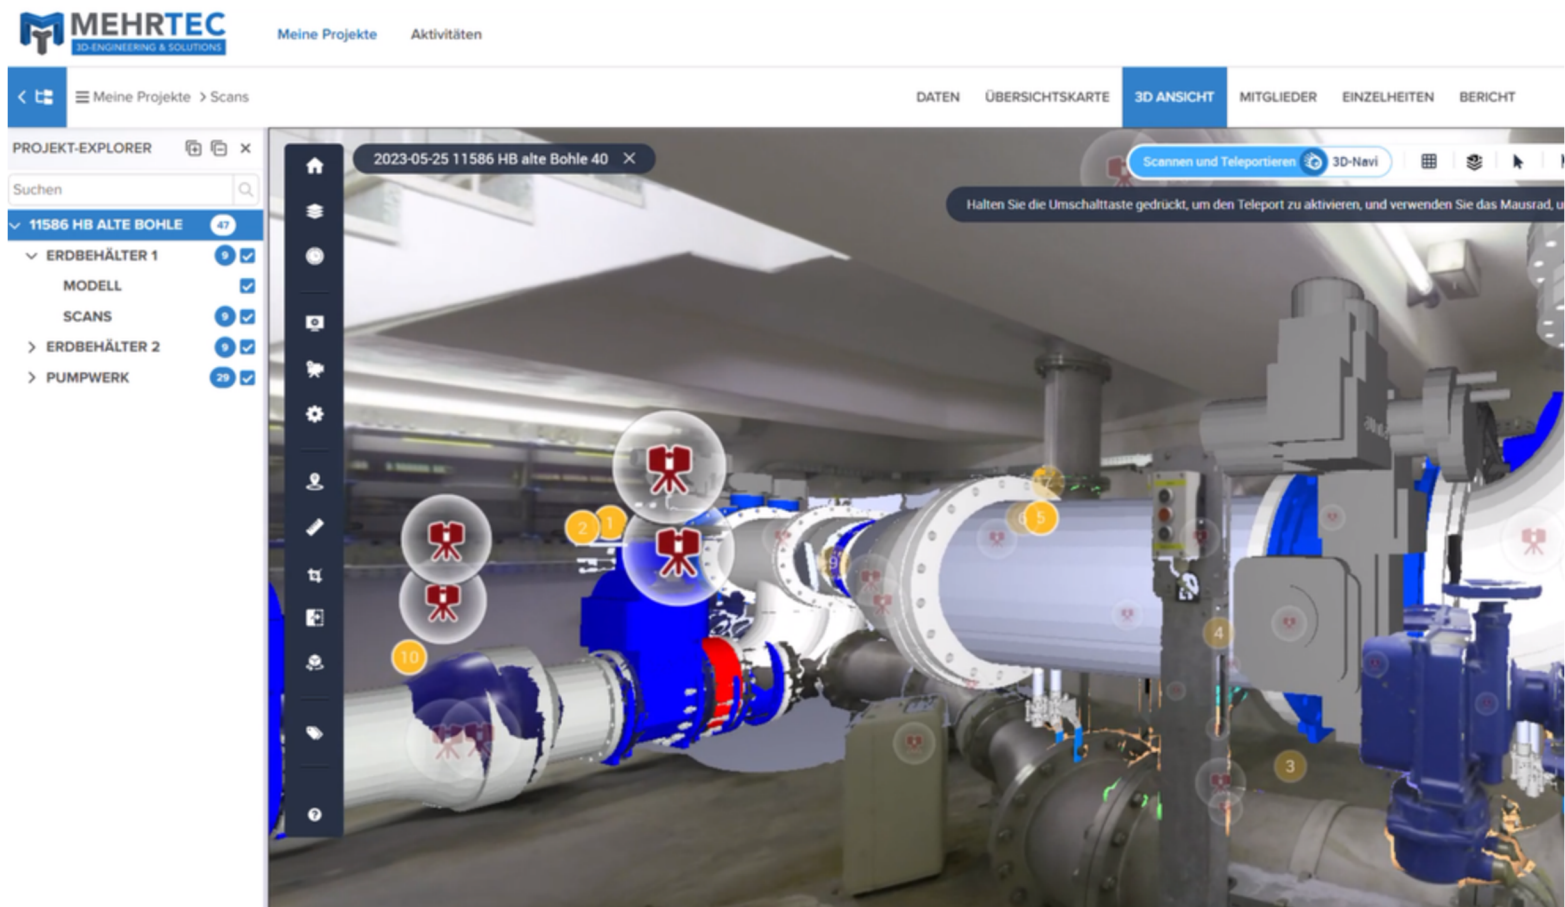 MEHRTEC
3D-ENGINEERING & SOLUTIONS
Meine Projekte
Aktivitäten
Meine Projekte > Scans
DATEN
ÜBERSICHTSKARTE
3D ANSICHT
MITGLIEDER
EINZELHEITEN
BERICHT
PROJEKT-EXPLORER
Suchen
11586 HB ALTE BOHLE 47
ERDBEHÄLTER 1 9
MODELL
SCANS 9
ERDBEHÄLTER 2 9
PUMPWERK 29
2023-05-25 11586 HB alte Bohle 40
Scannen und Teleportieren
3D-Navi
Halten Sie die Umschalttaste gedrückt, um den Teleport zu aktivieren, und verwenden Sie das Mausrad, u
7
2
1
6
5
9
4
10
3